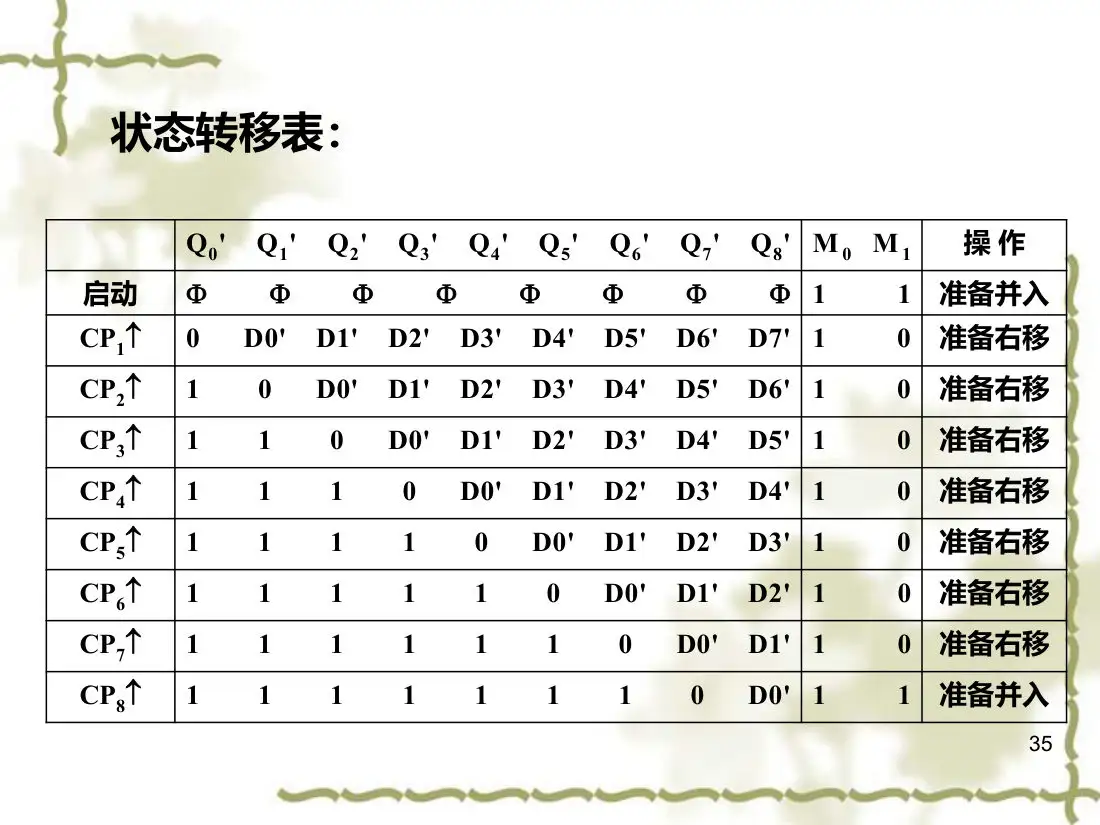 状态转移表：
Q0' Q1' Q2' Q3' Q4' Q5' Q6' Q7' Q8' M0 M1 操 作
启动 Φ Φ Φ Φ Φ Φ Φ Φ 1 1 准备并入
CP1↑ 0 D0' D1' D2' D3' D4' D5' D6' D7' 1 0 准备右移
CP2↑ 1 0 D0' D1' D2' D3' D4' D5' D6' 1 0 准备右移
CP3↑ 1 1 0 D0' D1' D2' D3' D4' D5' 1 0 准备右移
CP4↑ 1 1 1 0 D0' D1' D2' D3' D4' 1 0 准备右移
CP5↑ 1 1 1 1 0 D0' D1' D2' D3' 1 0 准备右移
CP6↑ 1 1 1 1 1 0 D0' D1' D2' 1 0 准备右移
CP7↑ 1 1 1 1 1 1 0 D0' D1' 1 0 准备右移
CP8↑ 1 1 1 1 1 1 1 0 D0' 1 1 准备并入
35